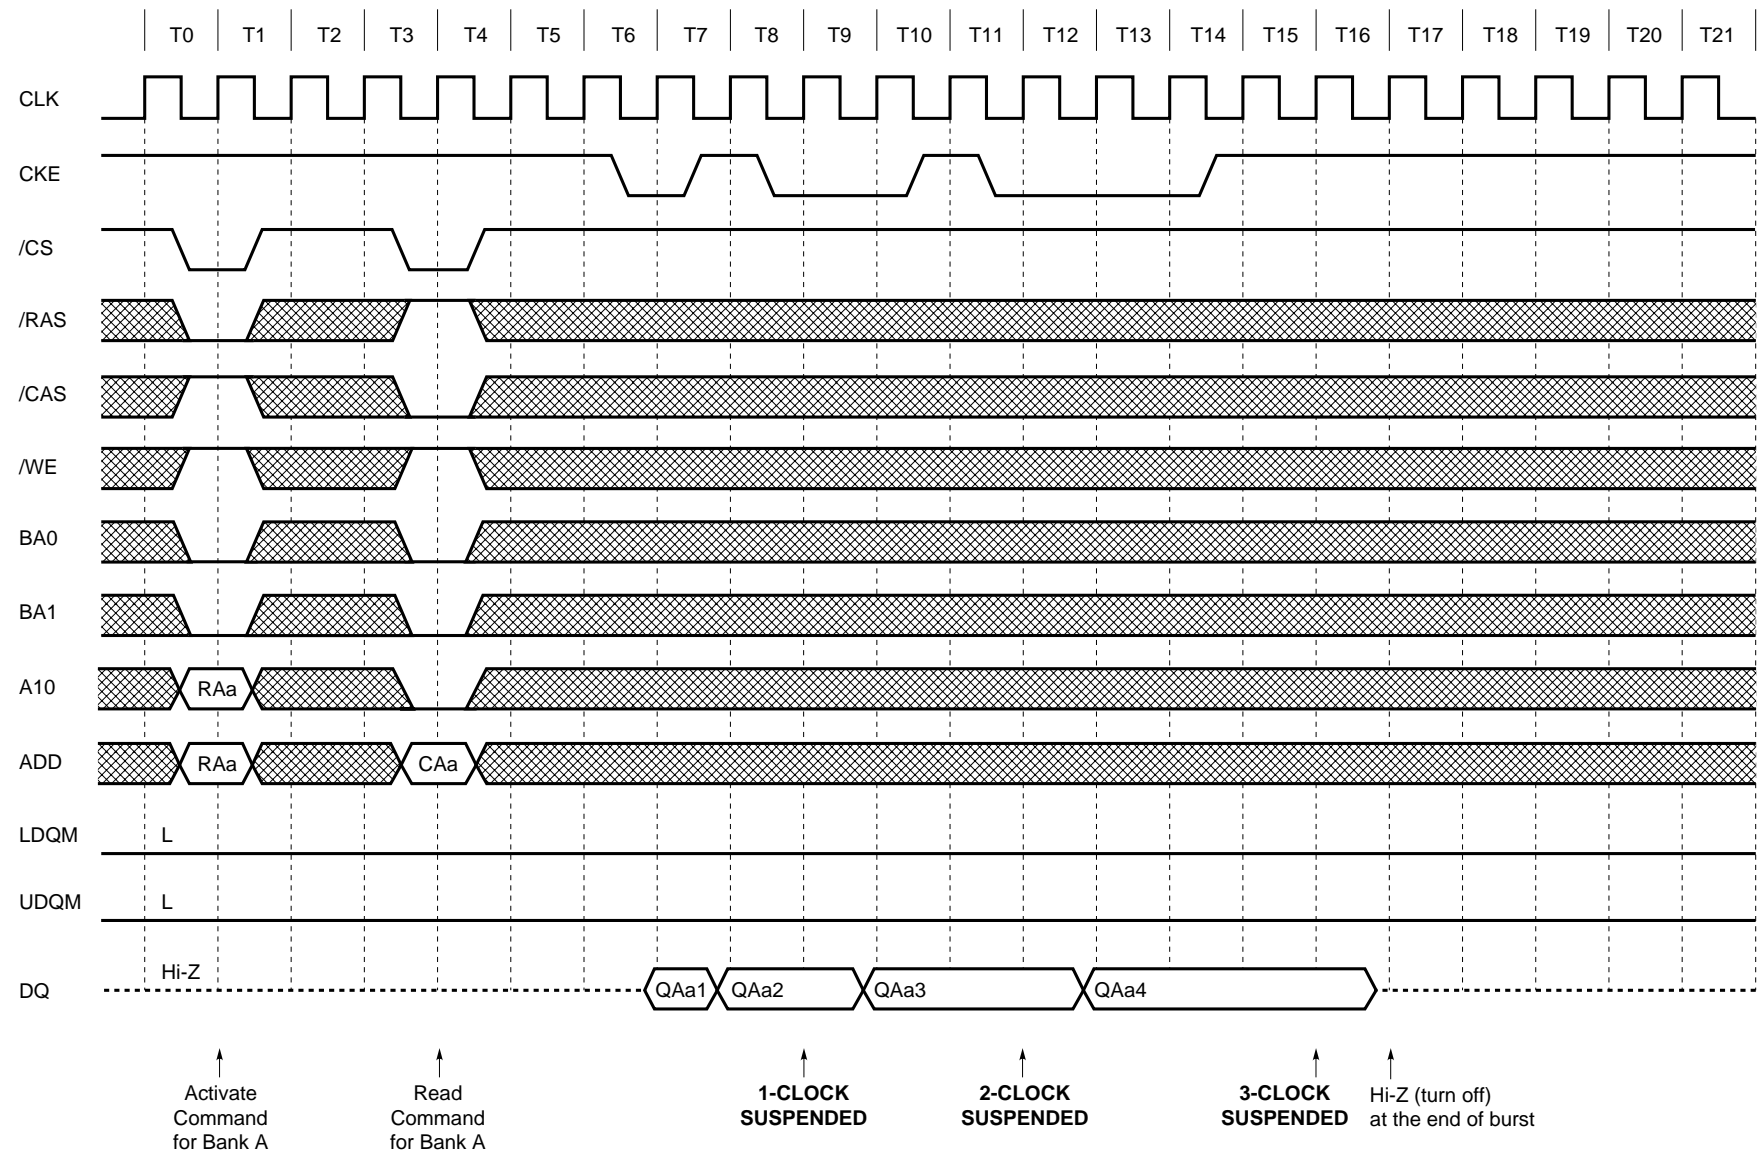 T0 T1 T2 T3 T4 T5 T6 T7 T8 T9 T10 T11 T12 T13 T14 T15 T16 T17 T18 T19 T20 T21
CLK
CKE
/CS
/RAS
/CAS
/WE
BA0
BA1
A10 RAa
ADD RAa CAa
LDQM L
UDQM L
Hi-Z
DQ QAa1 QAa2 QAa3 QAa4
Activate
Command
for Bank A
Read
Command
for Bank A
1-CLOCK
SUSPENDED
2-CLOCK
SUSPENDED
3-CLOCK
SUSPENDED
Hi-Z (turn off)
at the end of burst